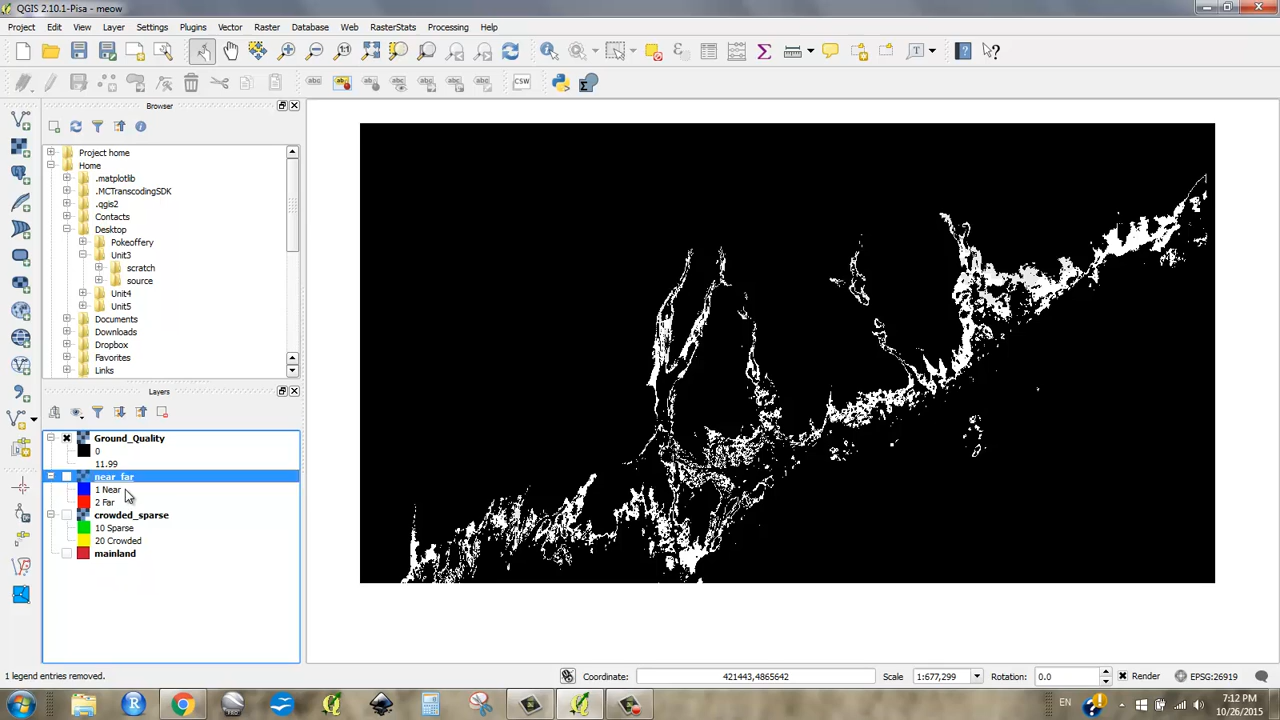 QGIS 2.10.1-Pisa - meow
Project Edit View Layer Settings Plugins Vector Raster Database Web RasterStats Processing Help
CSW
Browser
Project home
Home
.matplotlib
.MCTranscodingSDK
.qgis2
Contacts
Desktop
Pokeoffery
Unit3
scratch
source
Unit4
Unit5
Documents
Downloads
Dropbox
Favorites
Links
Layers
Ground_Quality
0
11.99
near_far
1 Near
2 Far
crowded_sparse
10 Sparse
20 Crowded
mainland
1 legend entries removed.
Coordinate: 421443,4865642 Scale 1:677,299 Rotation: 0.0 Render EPSG:26919
EN
7:12 PM
10/26/2015